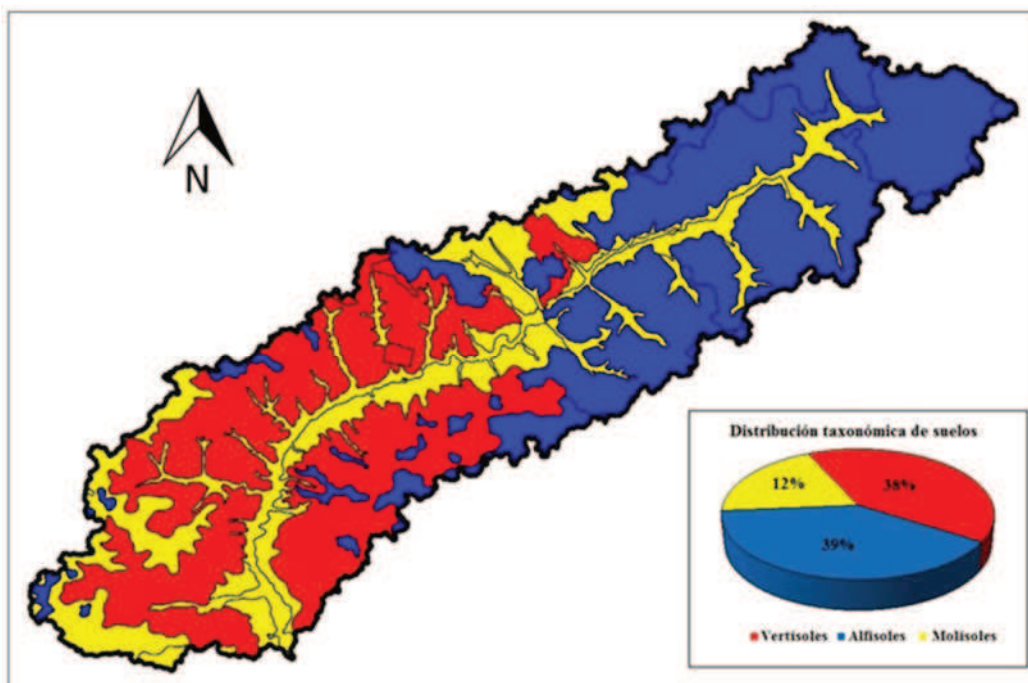 N
Distribución taxonómica de suelos
12%
38%
39%
Vertisoles Alfisoles Molisoles